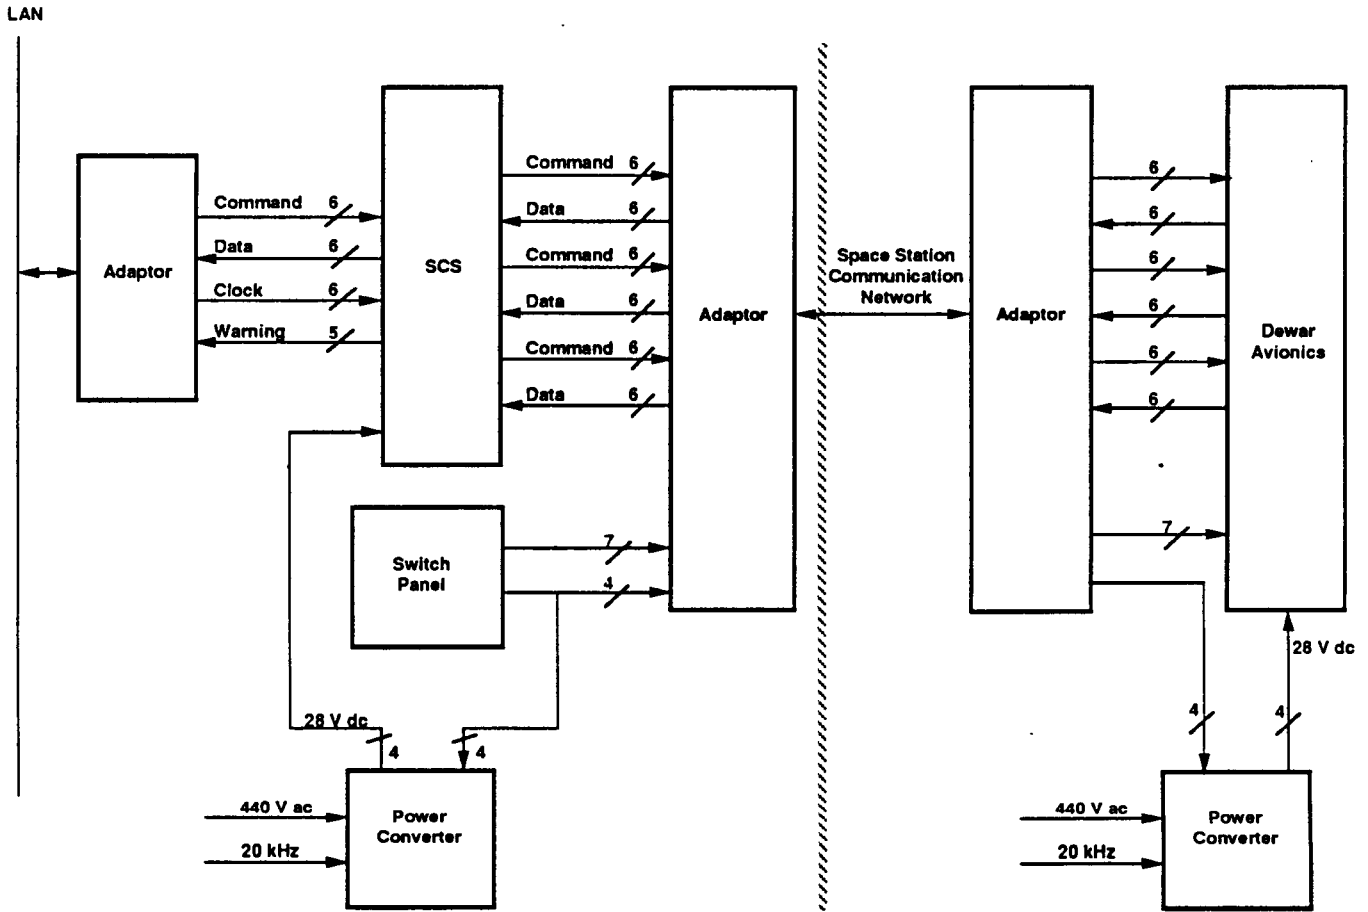 LAN
Adaptor
Command 6
Data 6
Clock 6
Warning 5
SCS
Command 6
Data 6
Command 6
Data 6
Command 6
Data 6
Adaptor
Switch
Panel
7
4
28 V dc
4
4
440 V ac
20 kHz
Power
Converter
Space Station
Communication
Network
Adaptor
6
6
6
6
6
6
7
Dewar
Avionics
28 V dc
4
4
440 V ac
20 kHz
Power
Converter